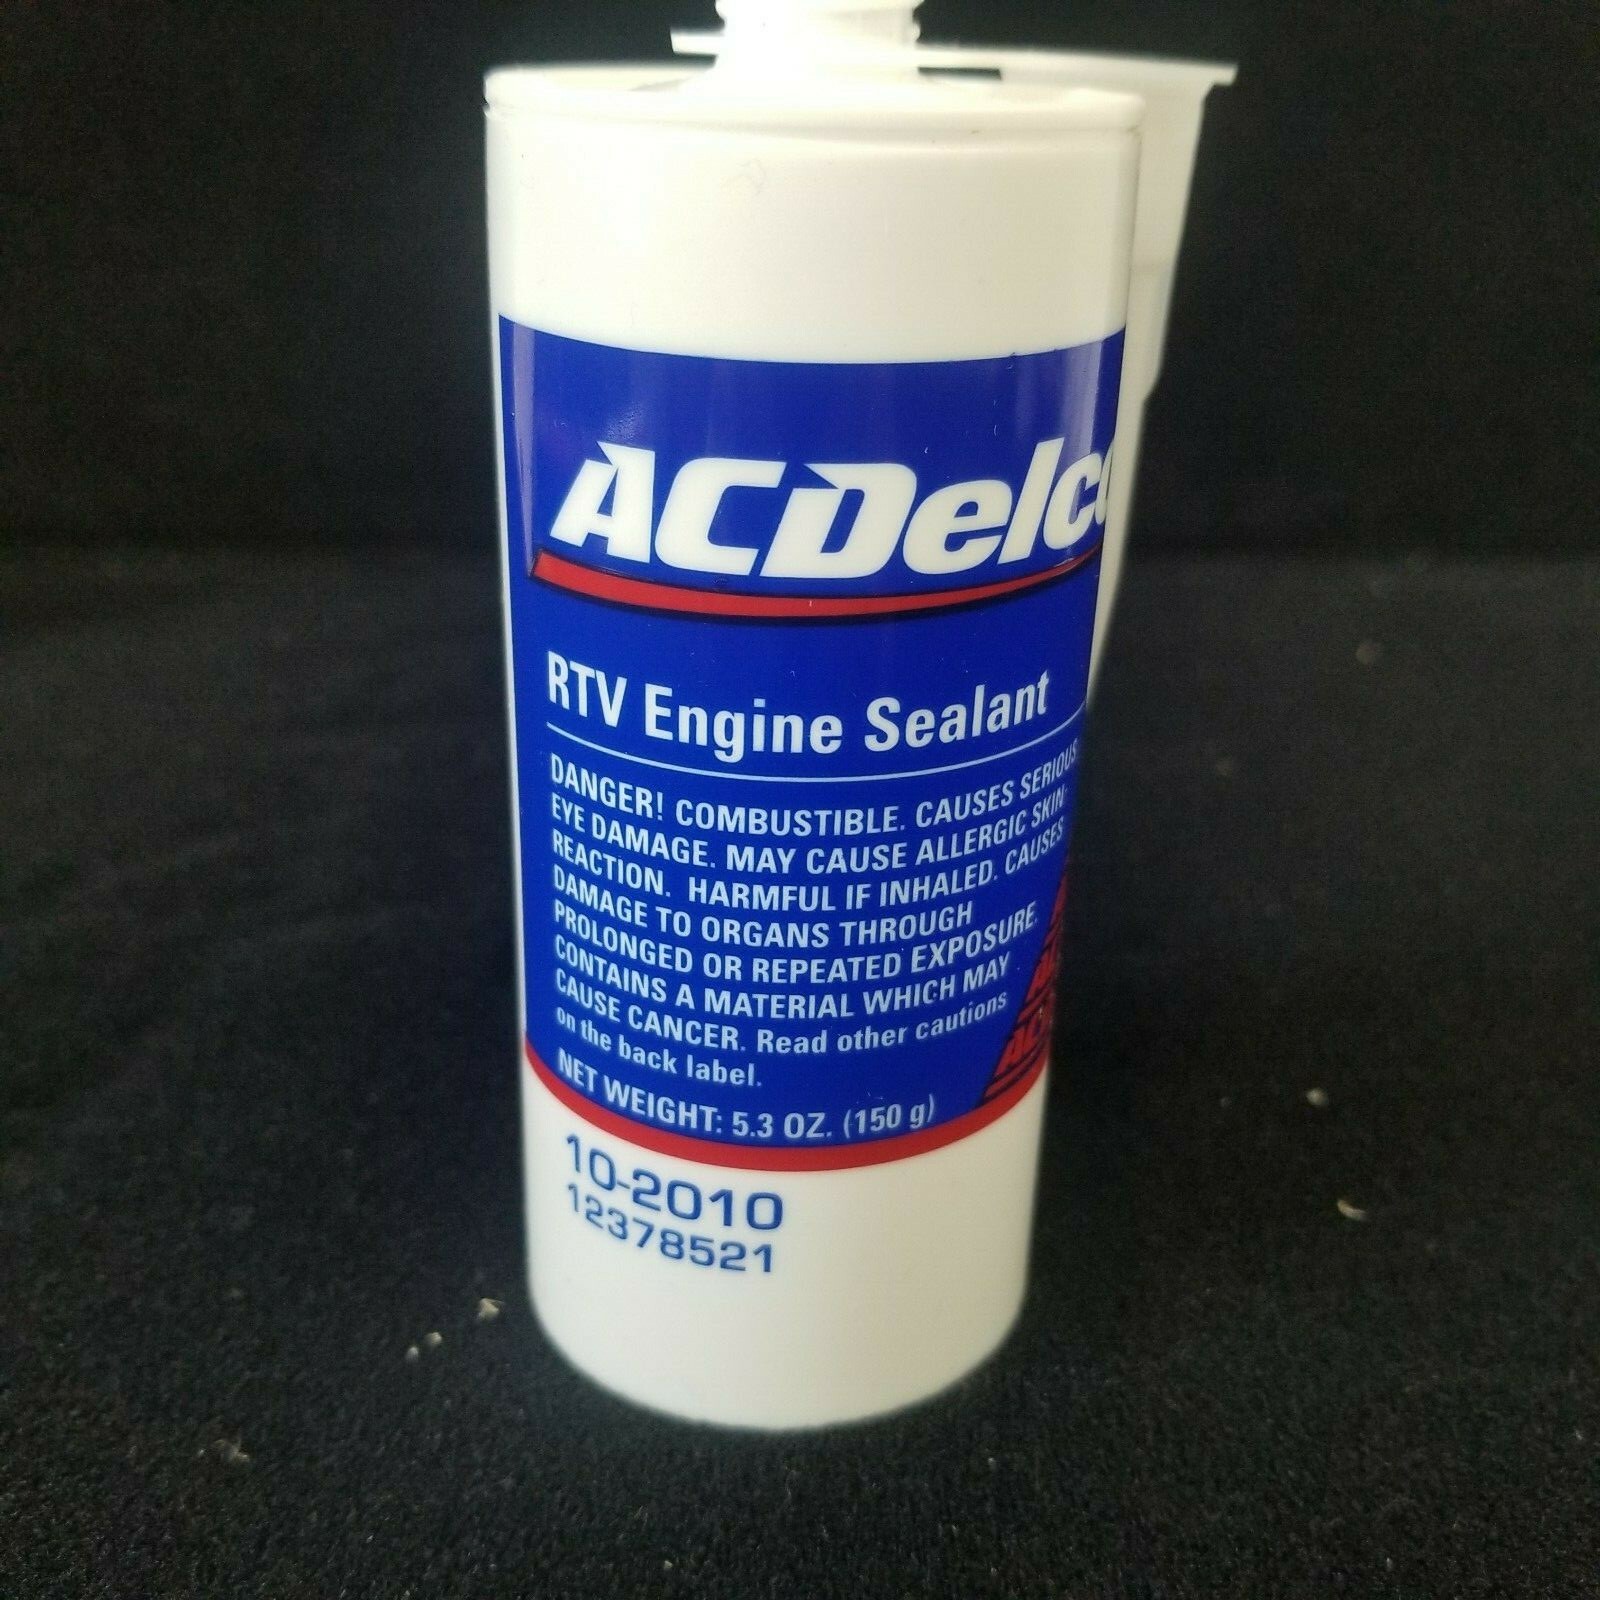 ACDelco
RTV Engine Sealant
DANGER! COMBUSTIBLE. CAUSES SERIOUS
EYE DAMAGE. MAY CAUSE ALLERGIC SKIN
REACTION. HARMFUL IF INHALED. CAUSES
DAMAGE TO ORGANS THROUGH
PROLONGED OR REPEATED EXPOSURE.
CONTAINS A MATERIAL WHICH MAY
CAUSE CANCER. Read other cautions
on the back label.
NET WEIGHT: 5.3 OZ. (150 g)
10-2010
12378521